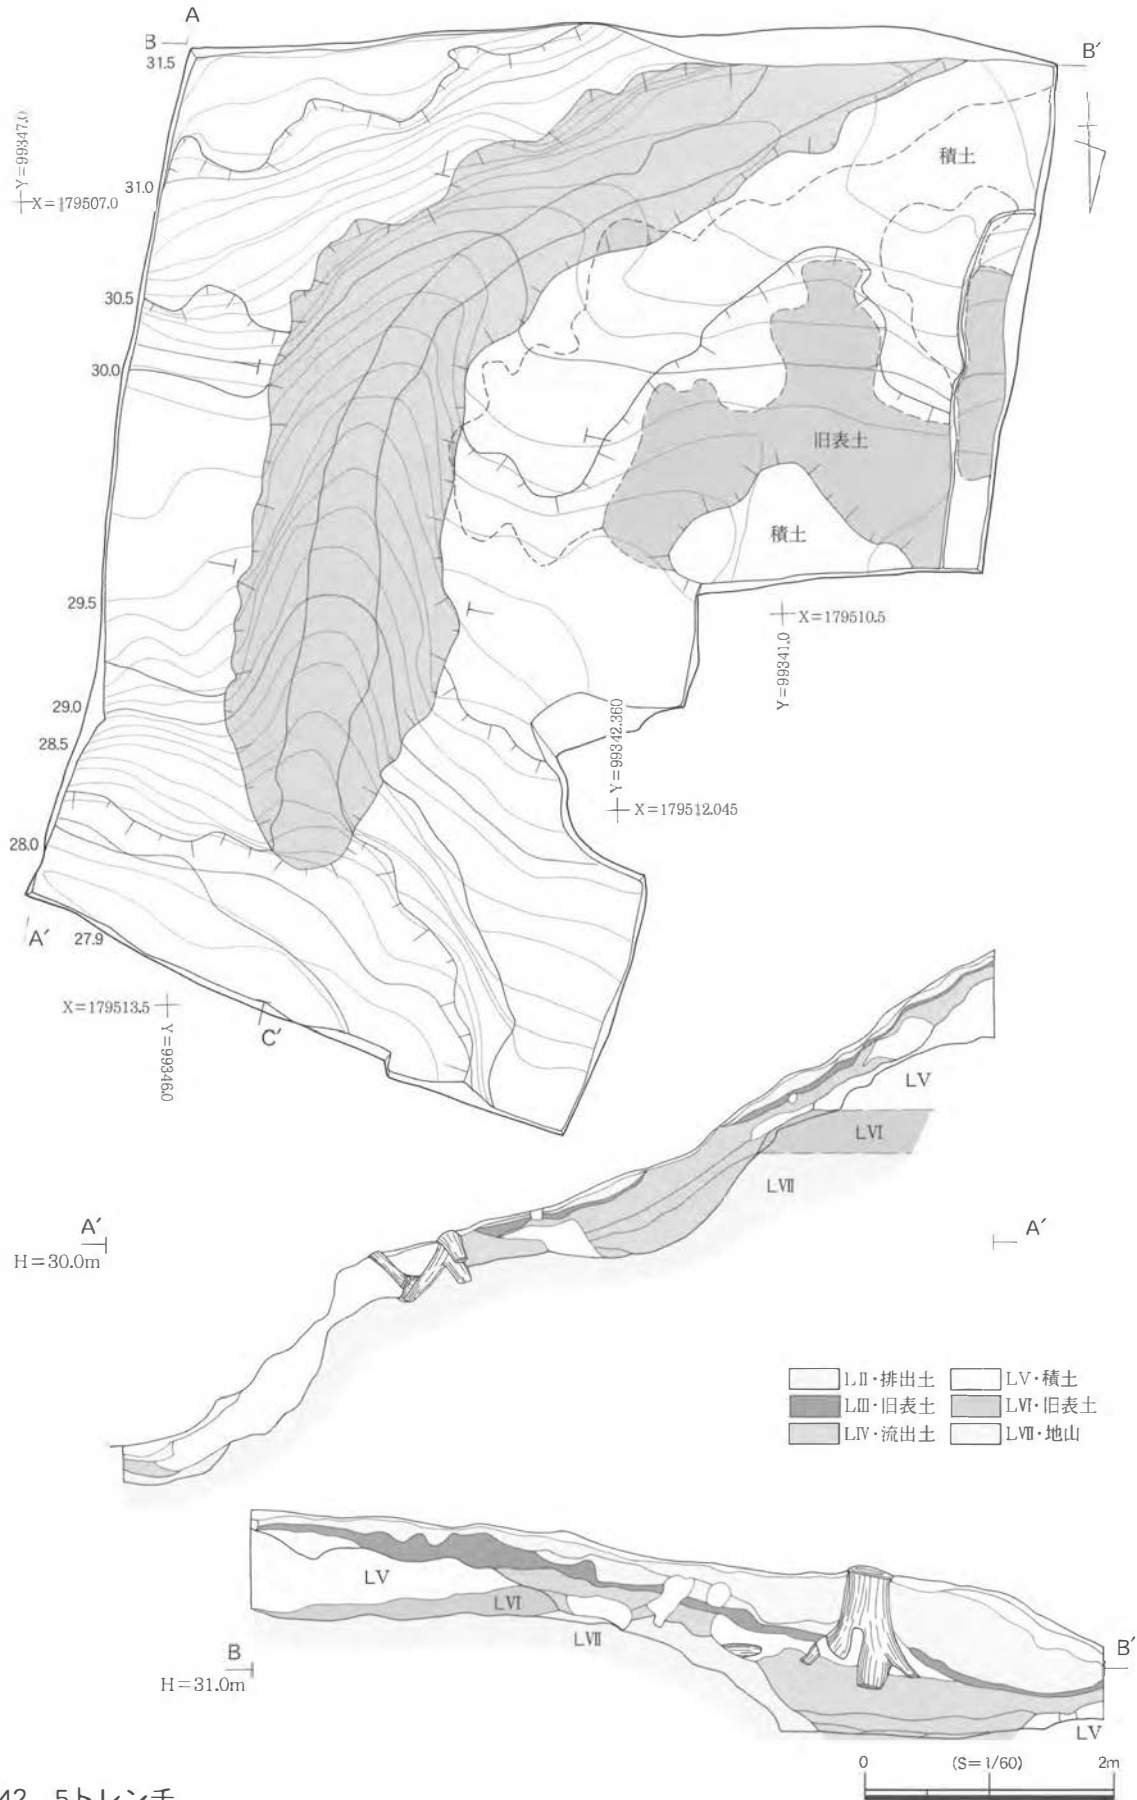 A
B
B′
31.5
Y=99347.0
X=179507.0
31.0
積土
30.5
30.0
旧表土
積土
29.5
X=179510.5
Y=99341.0
29.0
28.5
Y=99342.360
X=179512.045
28.0
A′
27.9
X=179513.5
Y=99346.0
C′
LⅤ
LⅥ
LⅦ
A′
A′
H=30.0m
LⅡ・排出土
LⅤ・積土
LⅢ・旧表土
LⅥ・旧表土
LⅣ・流出土
LⅦ・地山
LⅤ
LⅥ
LⅦ
B
B′
H=31.0m
LⅤ
0
(S=1/60)
2m
42 5トレンチ